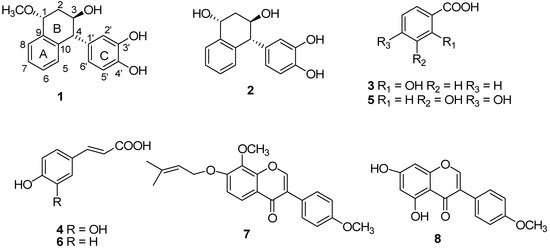 MeO 1 2 3 OH
9 B 4
8 A 10 1' 2' OH
7 6 5 6' C 3' OH
5' 4'
1
OH OH
OH
OH
2
COOH
R3 R1
R2
3 R1 = OH R2 = H R3 = H
5 R1 = H R2 = OH R3 = OH
COOH
HO
R
4 R = OH
6 R = H
O O OCH3
O
O OCH3
7
HO O
OH O OCH3
8